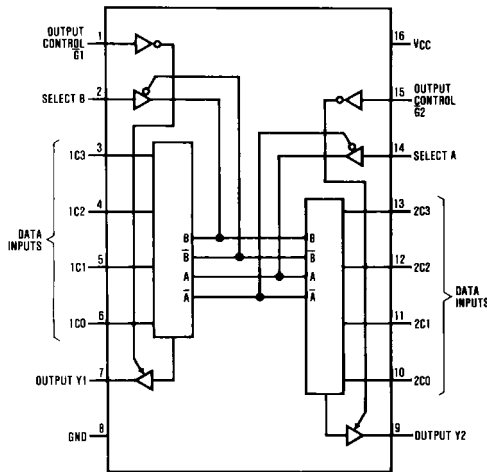 OUTPUT
CONTROL
G̅1
1
SELECT B
2
1C3
3
1C2
4
DATA
INPUTS
1C1
5
1C0
6
OUTPUT Y1
7
GND
8
B
B̅
A
A̅
B
B̅
A
A̅
16
VCC
15
OUTPUT
CONTROL
G̅2
14
SELECT A
13
2C3
12
2C2
DATA
INPUTS
11
2C1
10
2C0
9
OUTPUT Y2